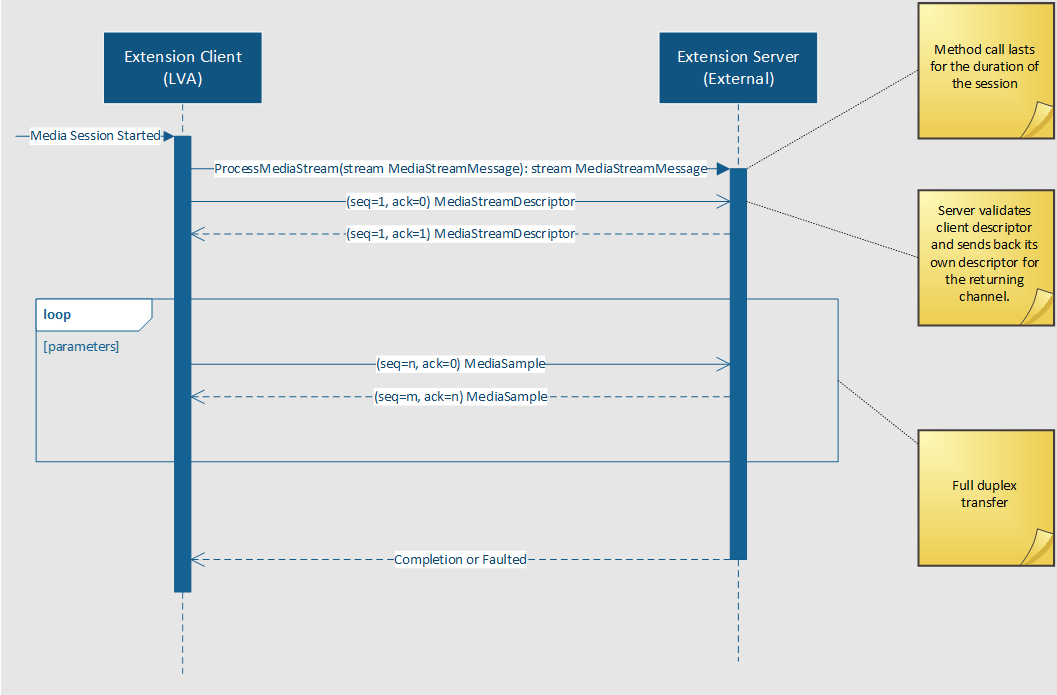 Extension Client
(LVA)
Extension Server
(External)
Method call lasts
for the duration of
the session
Media Session Started
ProcessMediaStream(stream MediaStreamMessage): stream MediaStreamMessage
(seq=1, ack=0) MediaStreamDescriptor
(seq=1, ack=1) MediaStreamDescriptor
Server validates
client descriptor
and sends back its
own descriptor for
the returning
channel.
loop
[parameters]
(seq=n, ack=0) MediaSample
(seq=m, ack=n) MediaSample
Full duplex
transfer
Completion or Faulted